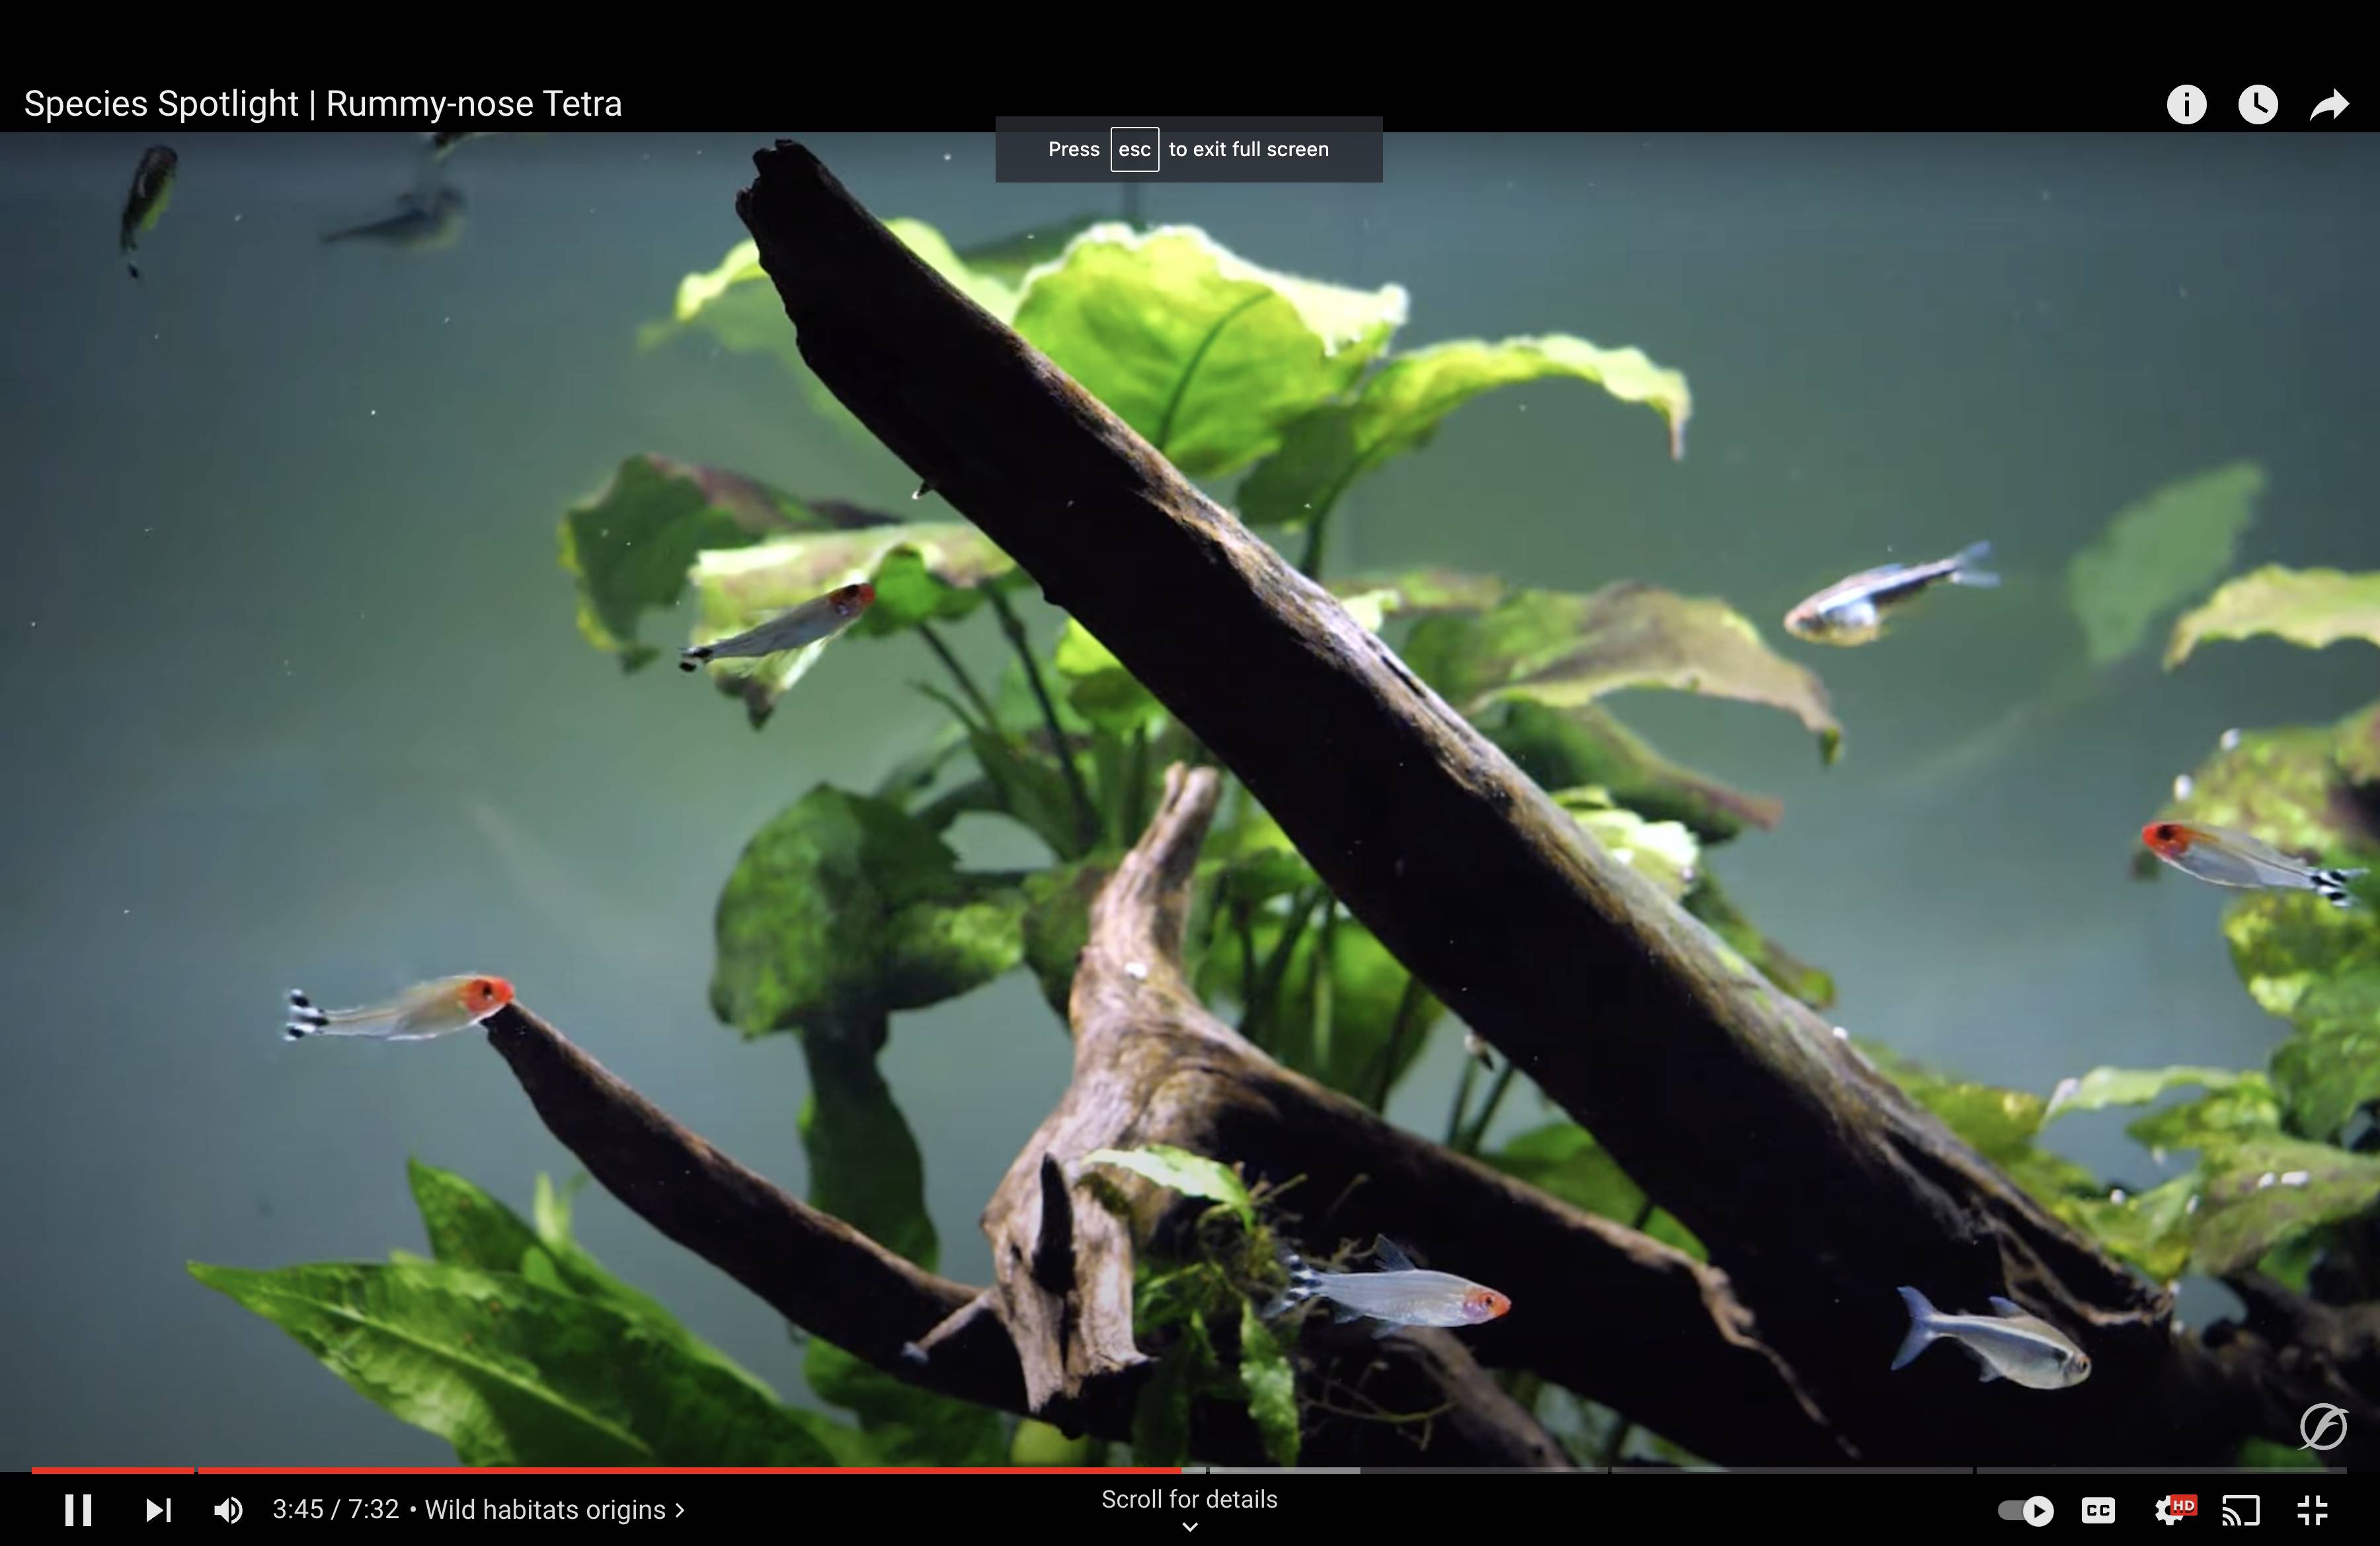 Species Spotlight | Rummy-nose Tetra
Press esc to exit full screen
3:45 / 7:32 • Wild habitats origins >
Scroll for details
CC
HD